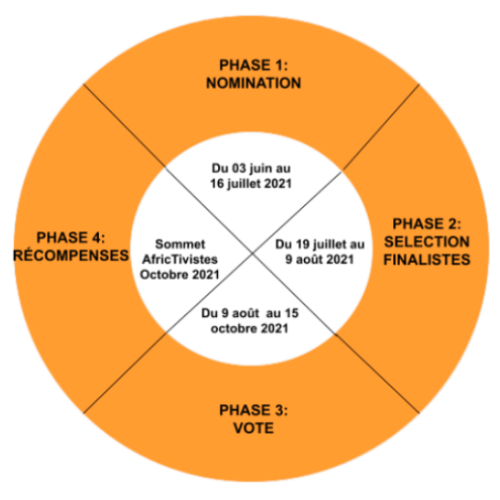 PHASE 1:
NOMINATION
Du 03 juin au
16 juillet 2021
PHASE 2:
SELECTION
FINALISTES
Du 19 juillet au
9 août 2021
PHASE 3:
VOTE
Du 9 août au 15
octobre 2021
PHASE 4:
RÉCOMPENSES
Sommet
AfricTivistes
Octobre 2021